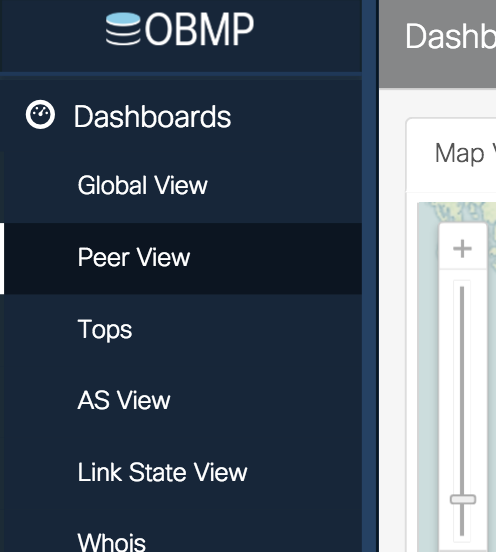 OBMP
Dashb
Dashboards
Map V
Global View
Peer View
Tops
AS View
Link State View
Whois